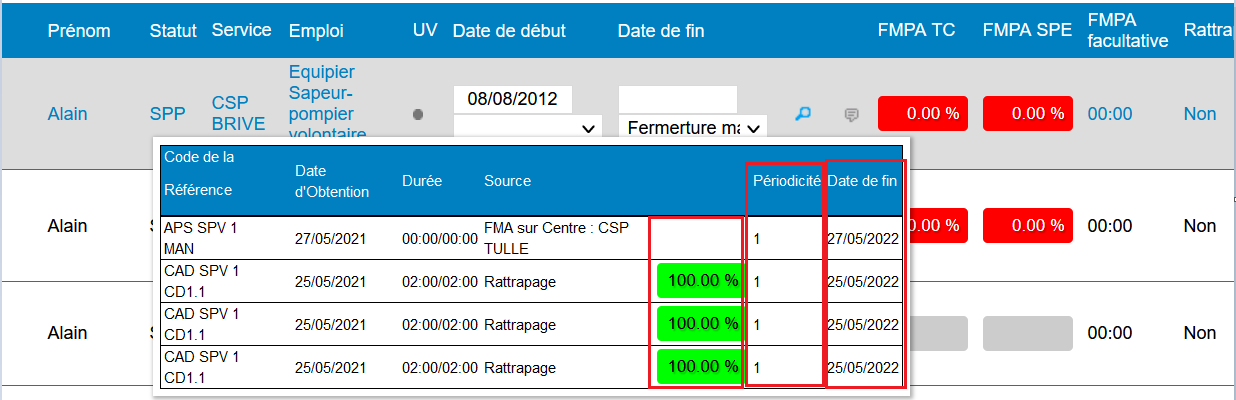 Prénom Statut Service Emploi UV Date de début Date de fin FMPA TC FMPA SPE FMPA
facultative Rattrap
Alain SPP CSP
BRIVE Equipier
Sapeur-
pompier
volontaire 08/08/2012 Fermerture ma 0.00 % 0.00 % 00:00 Non
Code de la
Référence Date
d'Obtention Durée Source Périodicité Date de fin
APS SPV 1
MAN 27/05/2021 00:00/00:00 FMA sur Centre : CSP
TULLE 1 27/05/2022
CAD SPV 1
CD1.1 25/05/2021 02:00/02:00 Rattrapage 100.00 % 1 25/05/2022
CAD SPV 1
CD1.1 25/05/2021 02:00/02:00 Rattrapage 100.00 % 1 25/05/2022
CAD SPV 1
CD1.1 25/05/2021 02:00/02:00 Rattrapage 100.00 % 1 25/05/2022
Alain 0.00 % 0.00 % 00:00 Non
Alain 00:00 Non